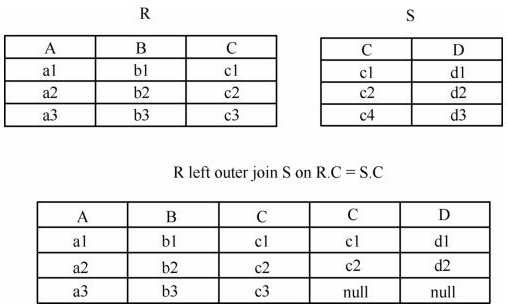 R
A B C
a1 b1 c1
a2 b2 c2
a3 b3 c3
S
C D
c1 d1
c2 d2
c4 d3
R left outer join S on R.C = S.C
A B C C D
a1 b1 c1 c1 d1
a2 b2 c2 c2 d2
a3 b3 c3 null null